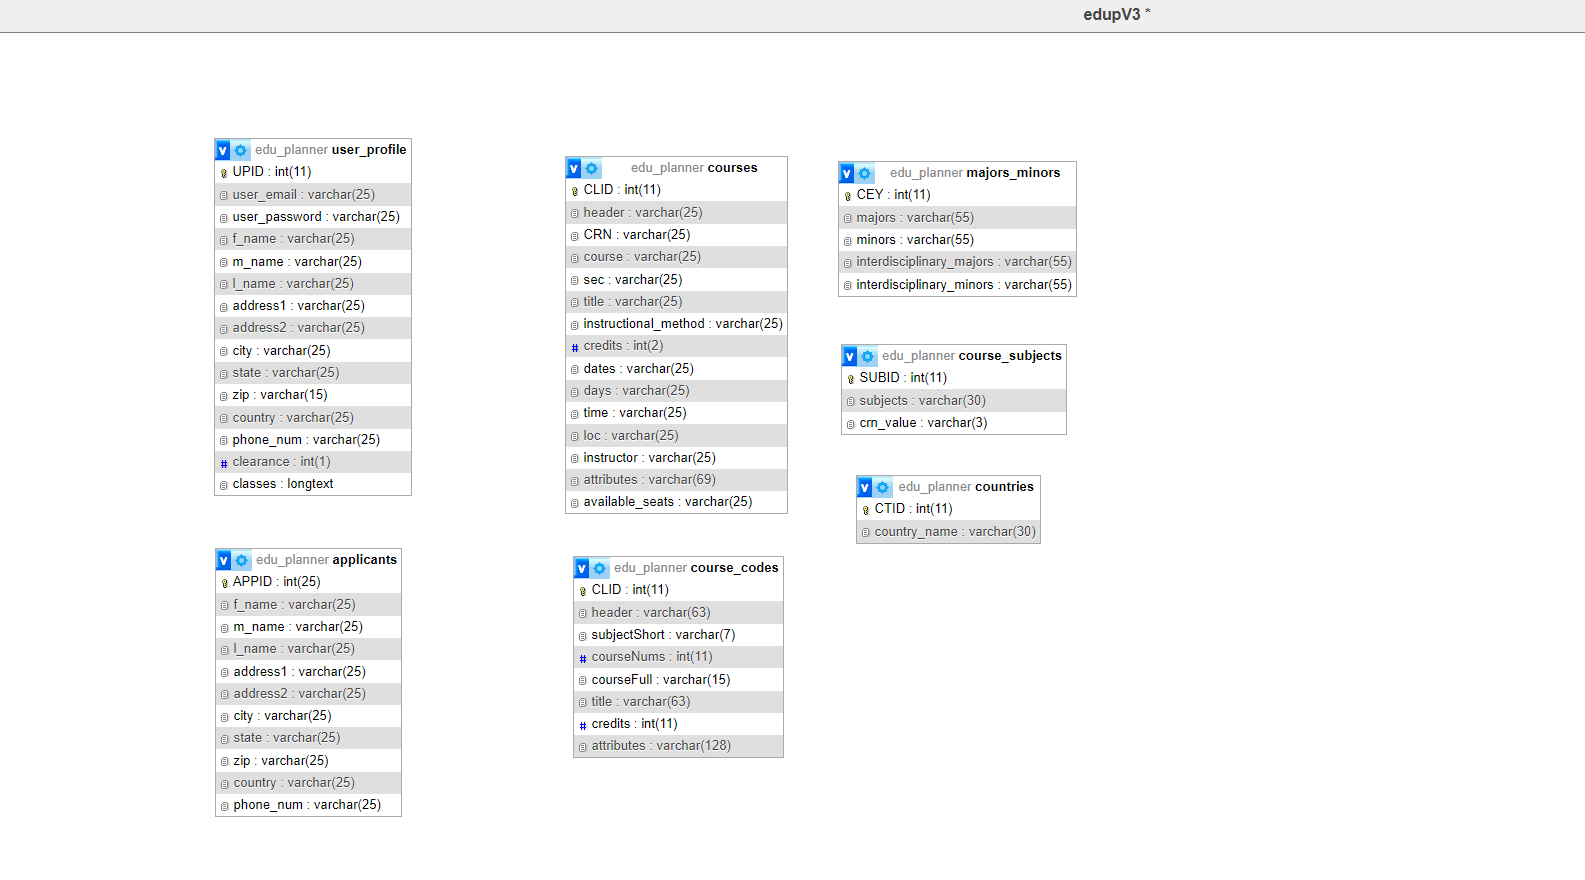 edupV3 *
edu_planner user_profile
UPID : int(11)
user_email : varchar(25)
user_password : varchar(25)
f_name : varchar(25)
m_name : varchar(25)
l_name : varchar(25)
address1 : varchar(25)
address2 : varchar(25)
city : varchar(25)
state : varchar(25)
zip : varchar(15)
country : varchar(25)
phone_num : varchar(25)
# clearance : int(1)
classes : longtext
edu_planner applicants
APPID : int(25)
f_name : varchar(25)
m_name : varchar(25)
l_name : varchar(25)
address1 : varchar(25)
address2 : varchar(25)
city : varchar(25)
state : varchar(25)
zip : varchar(25)
country : varchar(25)
phone_num : varchar(25)
edu_planner courses
CLID : int(11)
header : varchar(25)
CRN : varchar(25)
course : varchar(25)
sec : varchar(25)
title : varchar(25)
instructional_method : varchar(25)
# credits : int(2)
dates : varchar(25)
days : varchar(25)
time : varchar(25)
loc : varchar(25)
instructor : varchar(25)
attributes : varchar(69)
available_seats : varchar(25)
edu_planner course_codes
CLID : int(11)
header : varchar(63)
subjectShort : varchar(7)
# courseNums : int(11)
courseFull : varchar(15)
title : varchar(63)
# credits : int(11)
attributes : varchar(128)
edu_planner majors_minors
CEY : int(11)
majors : varchar(55)
minors : varchar(55)
interdisciplinary_majors : varchar(55)
interdisciplinary_minors : varchar(55)
edu_planner course_subjects
SUBID : int(11)
subjects : varchar(30)
crn_value : varchar(3)
edu_planner countries
CTID : int(11)
country_name : varchar(30)